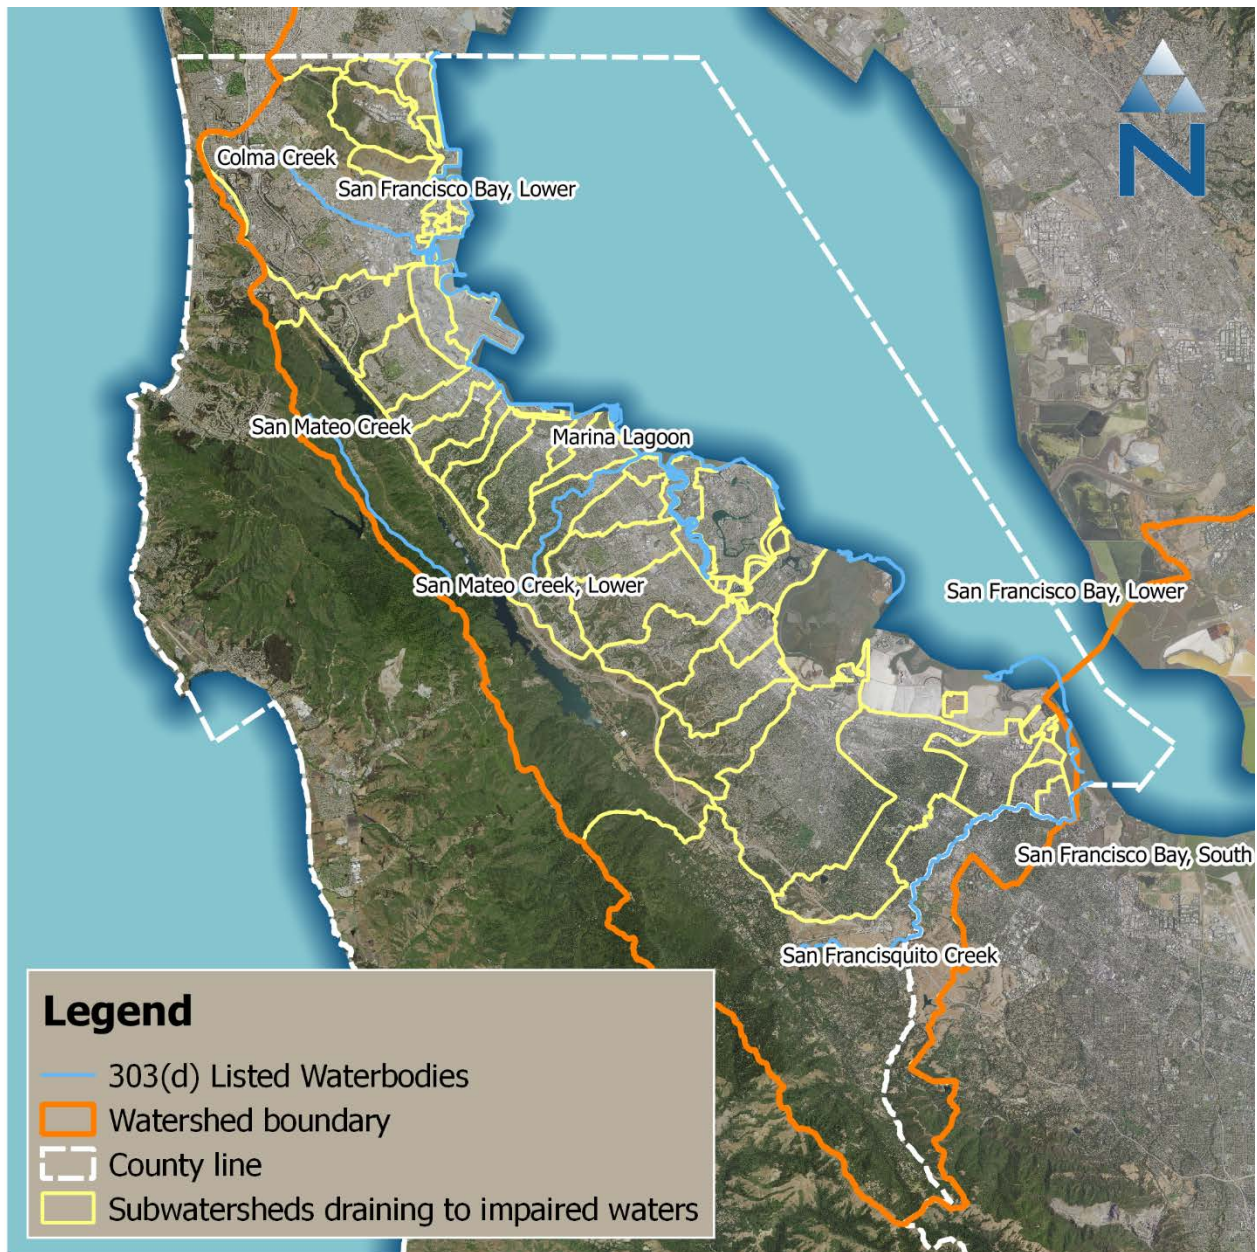 N
Colma Creek
San Francisco Bay, Lower
San Mateo Creek
Marina Lagoon
San Mateo Creek, Lower
San Francisco Bay, Lower
San Francisco Bay, South
San Francisquito Creek
Legend
303(d) Listed Waterbodies
Watershed boundary
County line
Subwatersheds draining to impaired waters